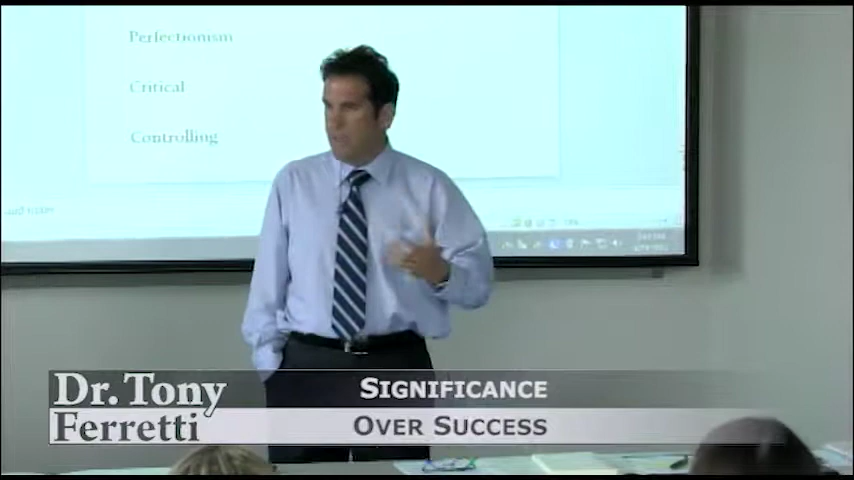 Perfectionism
Critical
Controlling
Dr. Tony
Ferretti
SIGNIFICANCE
OVER SUCCESS